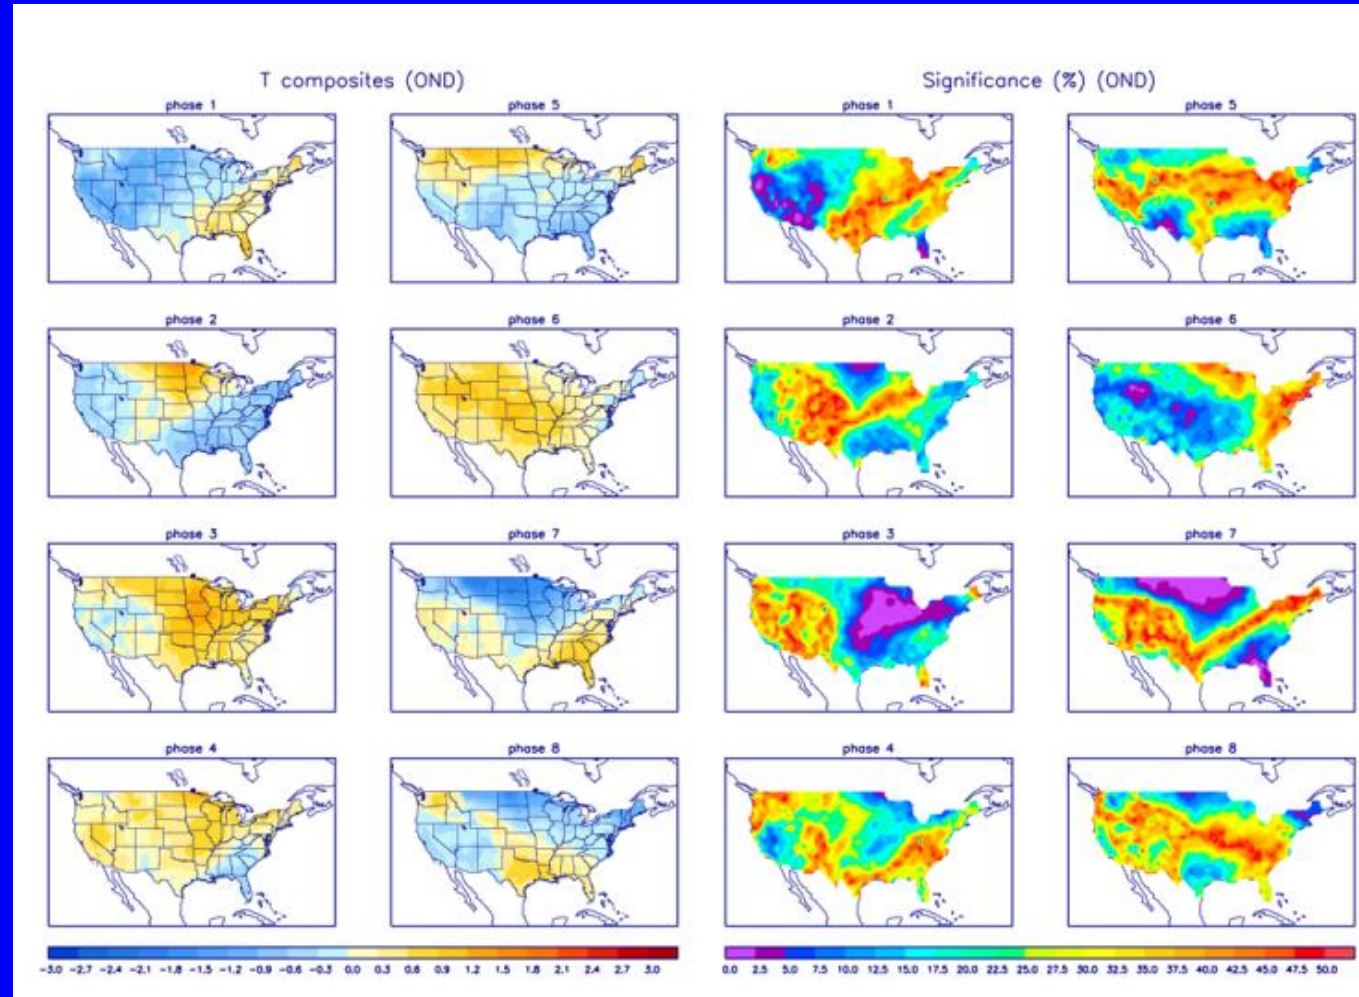 T composites (OND)
Significance (%) (OND)
phase 1
phase 5
phase 1
phase 5
phase 2
phase 6
phase 2
phase 6
phase 3
phase 7
phase 3
phase 7
phase 4
phase 8
phase 4
phase 8
-3.0 -2.7 -2.4 -2.1 -1.8 -1.5 -1.2 -0.9 -0.6 -0.3 0.0 0.3 0.6 0.9 1.2 1.5 1.8 2.1 2.4 2.7 3.0
0.0 2.5 5.0 7.5 10.0 12.5 15.0 17.5 20.0 22.5 25.0 27.5 30.0 32.5 35.0 37.5 40.0 42.5 45.0 47.5 50.0